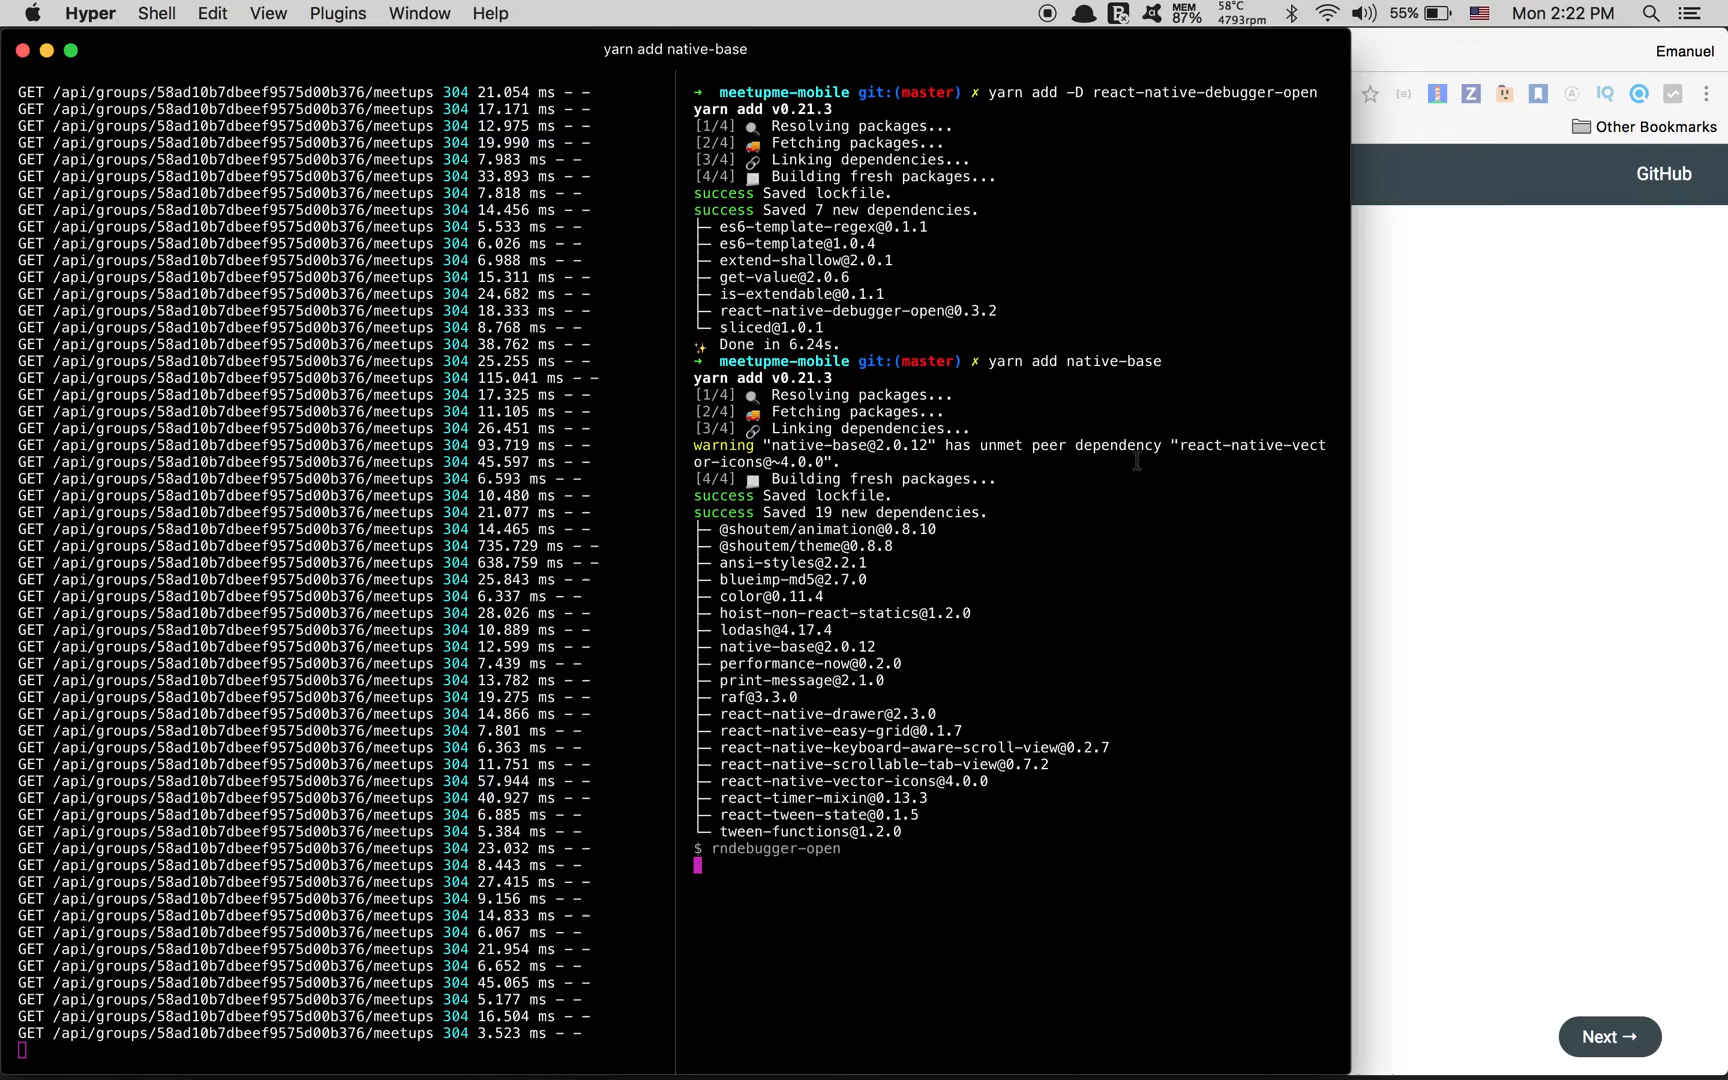 Hyper Shell Edit View Plugins Window Help MEM 87% 58°C 4793rpm 55% Mon 2:22 PM
yarn add native-base
GET /api/groups/58ad10b7dbeef9575d00b376/meetups 304 21.054 ms - -
GET /api/groups/58ad10b7dbeef9575d00b376/meetups 304 17.171 ms - -
GET /api/groups/58ad10b7dbeef9575d00b376/meetups 304 12.975 ms - -
GET /api/groups/58ad10b7dbeef9575d00b376/meetups 304 19.990 ms - -
GET /api/groups/58ad10b7dbeef9575d00b376/meetups 304 7.983 ms - -
GET /api/groups/58ad10b7dbeef9575d00b376/meetups 304 33.893 ms - -
GET /api/groups/58ad10b7dbeef9575d00b376/meetups 304 7.818 ms - -
GET /api/groups/58ad10b7dbeef9575d00b376/meetups 304 14.456 ms - -
GET /api/groups/58ad10b7dbeef9575d00b376/meetups 304 5.533 ms - -
GET /api/groups/58ad10b7dbeef9575d00b376/meetups 304 6.026 ms - -
GET /api/groups/58ad10b7dbeef9575d00b376/meetups 304 6.988 ms - -
GET /api/groups/58ad10b7dbeef9575d00b376/meetups 304 15.311 ms - -
GET /api/groups/58ad10b7dbeef9575d00b376/meetups 304 24.682 ms - -
GET /api/groups/58ad10b7dbeef9575d00b376/meetups 304 18.333 ms - -
GET /api/groups/58ad10b7dbeef9575d00b376/meetups 304 8.768 ms - -
GET /api/groups/58ad10b7dbeef9575d00b376/meetups 304 38.762 ms - -
GET /api/groups/58ad10b7dbeef9575d00b376/meetups 304 25.255 ms - -
GET /api/groups/58ad10b7dbeef9575d00b376/meetups 304 115.041 ms - -
GET /api/groups/58ad10b7dbeef9575d00b376/meetups 304 17.325 ms - -
GET /api/groups/58ad10b7dbeef9575d00b376/meetups 304 11.105 ms - -
GET /api/groups/58ad10b7dbeef9575d00b376/meetups 304 26.451 ms - -
GET /api/groups/58ad10b7dbeef9575d00b376/meetups 304 93.719 ms - -
GET /api/groups/58ad10b7dbeef9575d00b376/meetups 304 45.597 ms - -
GET /api/groups/58ad10b7dbeef9575d00b376/meetups 304 6.593 ms - -
GET /api/groups/58ad10b7dbeef9575d00b376/meetups 304 10.480 ms - -
GET /api/groups/58ad10b7dbeef9575d00b376/meetups 304 21.077 ms - -
GET /api/groups/58ad10b7dbeef9575d00b376/meetups 304 14.465 ms - -
GET /api/groups/58ad10b7dbeef9575d00b376/meetups 304 735.729 ms - -
GET /api/groups/58ad10b7dbeef9575d00b376/meetups 304 638.759 ms - -
GET /api/groups/58ad10b7dbeef9575d00b376/meetups 304 25.843 ms - -
GET /api/groups/58ad10b7dbeef9575d00b376/meetups 304 6.337 ms - -
GET /api/groups/58ad10b7dbeef9575d00b376/meetups 304 28.026 ms - -
GET /api/groups/58ad10b7dbeef9575d00b376/meetups 304 10.889 ms - -
GET /api/groups/58ad10b7dbeef9575d00b376/meetups 304 12.599 ms - -
GET /api/groups/58ad10b7dbeef9575d00b376/meetups 304 7.439 ms - -
GET /api/groups/58ad10b7dbeef9575d00b376/meetups 304 13.782 ms - -
GET /api/groups/58ad10b7dbeef9575d00b376/meetups 304 19.275 ms - -
GET /api/groups/58ad10b7dbeef9575d00b376/meetups 304 14.866 ms - -
GET /api/groups/58ad10b7dbeef9575d00b376/meetups 304 7.801 ms - -
GET /api/groups/58ad10b7dbeef9575d00b376/meetups 304 6.363 ms - -
GET /api/groups/58ad10b7dbeef9575d00b376/meetups 304 11.751 ms - -
GET /api/groups/58ad10b7dbeef9575d00b376/meetups 304 57.944 ms - -
GET /api/groups/58ad10b7dbeef9575d00b376/meetups 304 40.927 ms - -
GET /api/groups/58ad10b7dbeef9575d00b376/meetups 304 6.885 ms - -
GET /api/groups/58ad10b7dbeef9575d00b376/meetups 304 5.384 ms - -
GET /api/groups/58ad10b7dbeef9575d00b376/meetups 304 23.032 ms - -
GET /api/groups/58ad10b7dbeef9575d00b376/meetups 304 8.443 ms - -
GET /api/groups/58ad10b7dbeef9575d00b376/meetups 304 27.415 ms - -
GET /api/groups/58ad10b7dbeef9575d00b376/meetups 304 9.156 ms - -
GET /api/groups/58ad10b7dbeef9575d00b376/meetups 304 14.833 ms - -
GET /api/groups/58ad10b7dbeef9575d00b376/meetups 304 6.067 ms - -
GET /api/groups/58ad10b7dbeef9575d00b376/meetups 304 21.954 ms - -
GET /api/groups/58ad10b7dbeef9575d00b376/meetups 304 6.652 ms - -
GET /api/groups/58ad10b7dbeef9575d00b376/meetups 304 45.065 ms - -
GET /api/groups/58ad10b7dbeef9575d00b376/meetups 304 5.177 ms - -
GET /api/groups/58ad10b7dbeef9575d00b376/meetups 304 16.504 ms - -
GET /api/groups/58ad10b7dbeef9575d00b376/meetups 304 3.523 ms - -
→ meetupme-mobile git:(master) ✗ yarn add -D react-native-debugger-open
yarn add v0.21.3
[1/4] 🔍 Resolving packages...
[2/4] 🚚 Fetching packages...
[3/4] 🔗 Linking dependencies...
[4/4] 📃 Building fresh packages...
success Saved lockfile.
success Saved 7 new dependencies.
├─ es6-template-regex@0.1.1
├─ es6-template@1.0.4
├─ extend-shallow@2.0.1
├─ get-value@2.0.6
├─ is-extendable@0.1.1
├─ react-native-debugger-open@0.3.2
└─ sliced@1.0.1
✨ Done in 6.24s.
→ meetupme-mobile git:(master) ✗ yarn add native-base
yarn add v0.21.3
[1/4] 🔍 Resolving packages...
[2/4] 🚚 Fetching packages...
[3/4] 🔗 Linking dependencies...
warning "native-base@2.0.12" has unmet peer dependency "react-native-vect
or-icons@~4.0.0".
[4/4] 📃 Building fresh packages...
success Saved lockfile.
success Saved 19 new dependencies.
├─ @shoutem/animation@0.8.10
├─ @shoutem/theme@0.8.8
├─ ansi-styles@2.2.1
├─ blueimp-md5@2.7.0
├─ color@0.11.4
├─ hoist-non-react-statics@1.2.0
├─ lodash@4.17.4
├─ native-base@2.0.12
├─ performance-now@0.2.0
├─ print-message@2.1.0
├─ raf@3.3.0
├─ react-native-drawer@2.3.0
├─ react-native-easy-grid@0.1.7
├─ react-native-keyboard-aware-scroll-view@0.2.7
├─ react-native-scrollable-tab-view@0.7.2
├─ react-native-vector-icons@4.0.0
├─ react-timer-mixin@0.13.3
├─ react-tween-state@0.1.5
└─ tween-functions@1.2.0
$ rndebugger-open
Emanuel
Other Bookmarks
GitHub
Next →